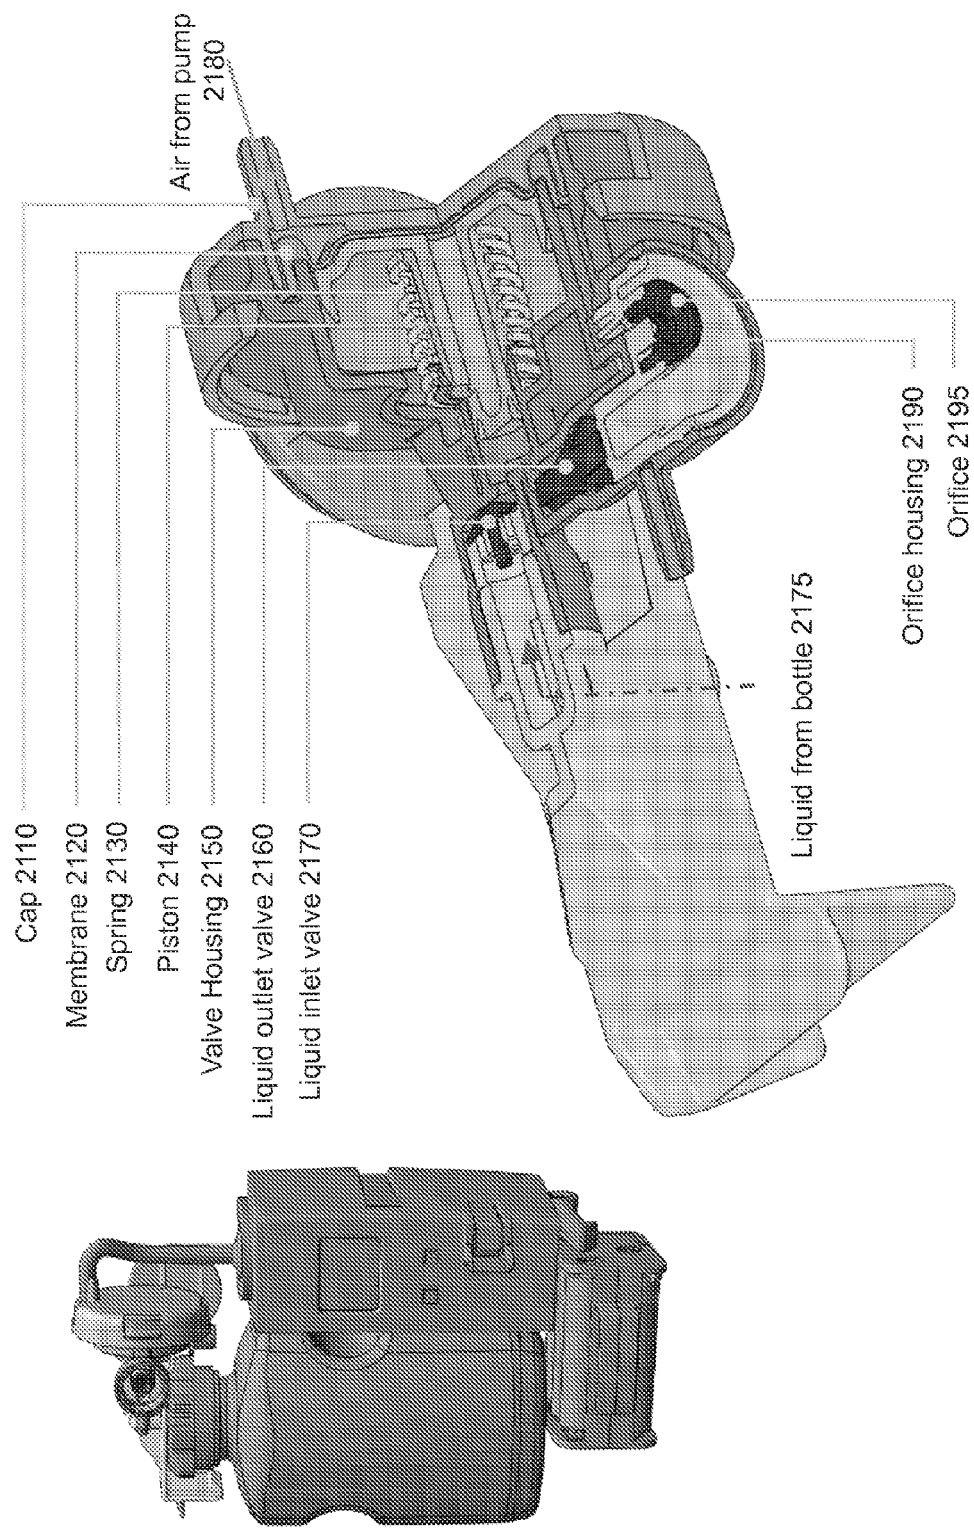 Cap 2110
Membrane 2120
Spring 2130
Piston 2140
Valve Housing 2150
Liquid outlet valve 2160
Liquid inlet valve 2170
Air from pump
2180
Liquid from bottle 2175
Orifice housing 2190
Orifice 2195